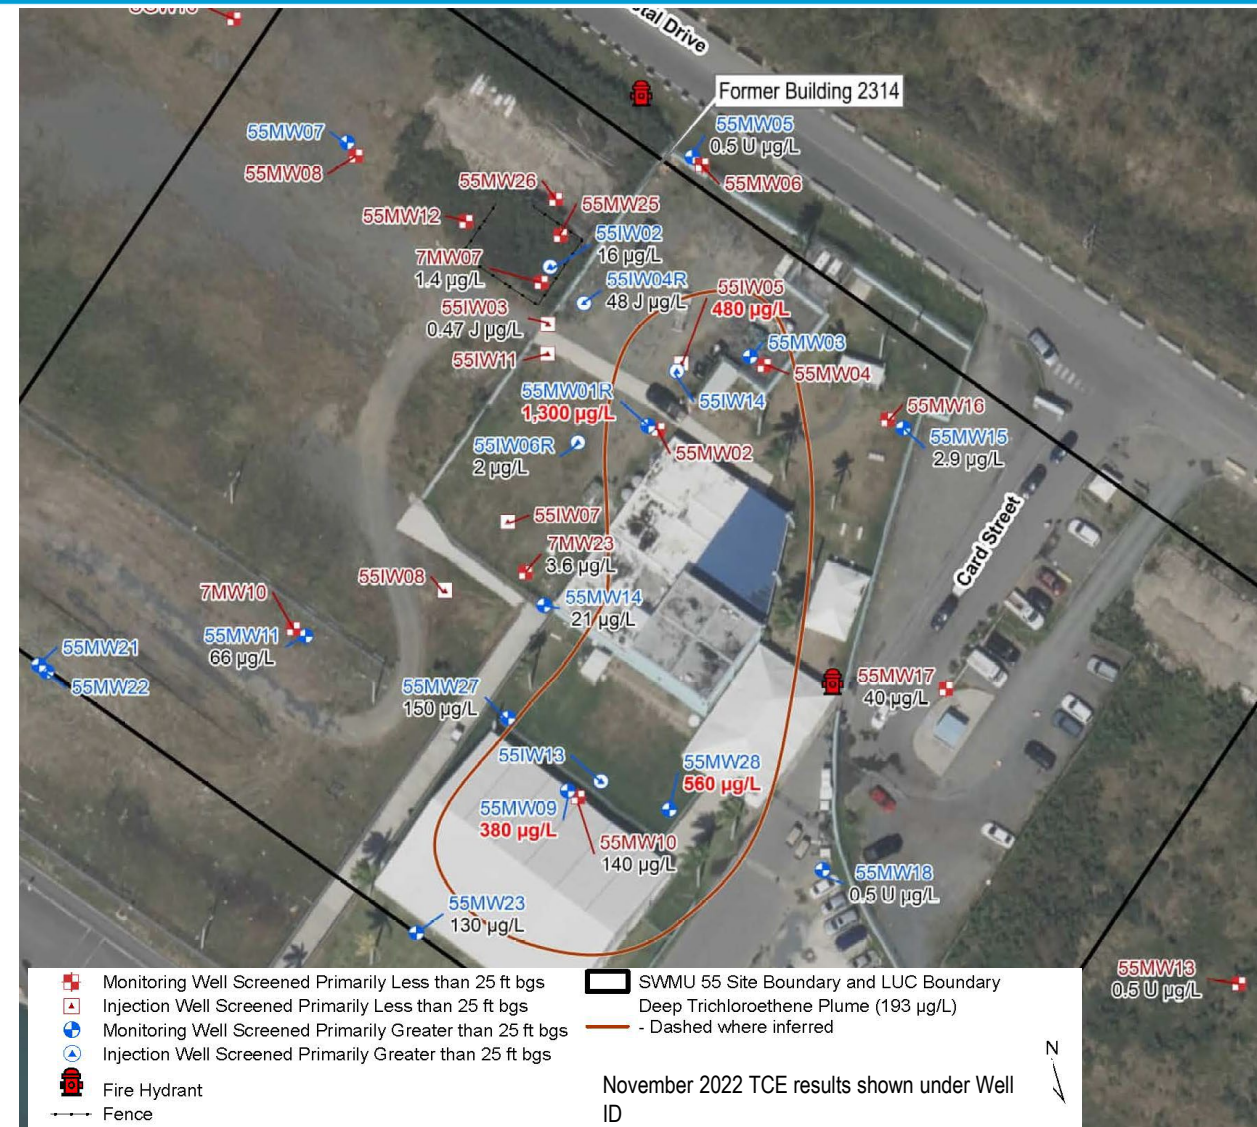 stal Drive
Former Building 2314
55MW05
0.5 U µg/L
55MW06
55MW07
55MW08
55MW26
55MW25
55MW12
55IW02
16 µg/L
7MW07
1.4 µg/L
55IW04R
48 J µg/L
55IW05
480 µg/L
55IW03
0.47 J µg/L
55IW11
55MW03
55MW04
55MW01R
1,300 µg/L
55IW14
55MW16
55MW15
2.9 µg/L
55IW06R
2 µg/L
55MW02
55IW07
7MW23
3.6 µg/L
Card Street
55IW08
7MW10
55MW14
21 µg/L
55MW11
66 µg/L
55MW21
55MW22
55MW27
150 µg/L
55MW17
40 µg/L
55IW13
55MW28
560 µg/L
55MW09
380 µg/L
55MW10
140 µg/L
55MW18
0.5 U µg/L
55MW23
130 µg/L
55MW13
0.5 U µg/L
Monitoring Well Screened Primarily Less than 25 ft bgs
Injection Well Screened Primarily Less than 25 ft bgs
Monitoring Well Screened Primarily Greater than 25 ft bgs
Injection Well Screened Primarily Greater than 25 ft bgs
Fire Hydrant
Fence
SWMU 55 Site Boundary and LUC Boundary
Deep Trichloroethene Plume (193 µg/L)
- Dashed where inferred
November 2022 TCE results shown under Well
ID
N